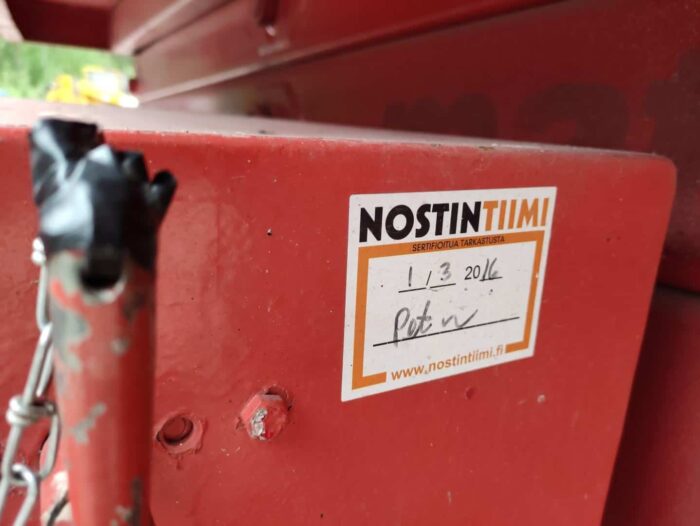 NOSTINTIIMI
SERTIFIOITUA TARKASTUSTA
1/3 2016
www.nostintiimi.fi